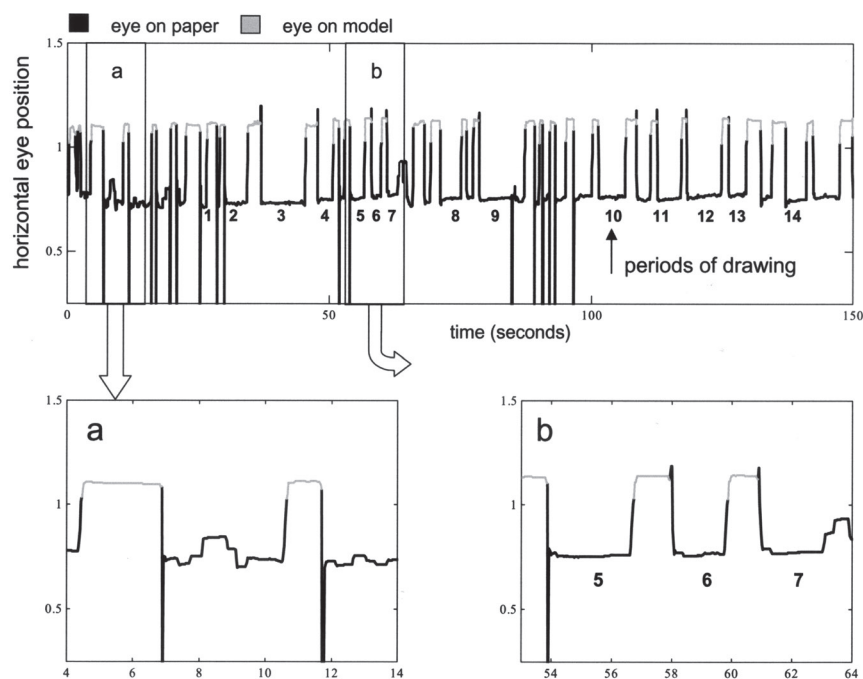 eye on paper eye on model
1.5
a b
horizontal eye position
1
1 2 3 4 5 6 7 8 9 10 11 12 13 14
0.5
periods of drawing
0 50 100 150
time (seconds)
1.5 1.5
a b
1 1
5 6 7
0.5 0.5
4 6 8 10 12 14 54 56 58 60 62 64